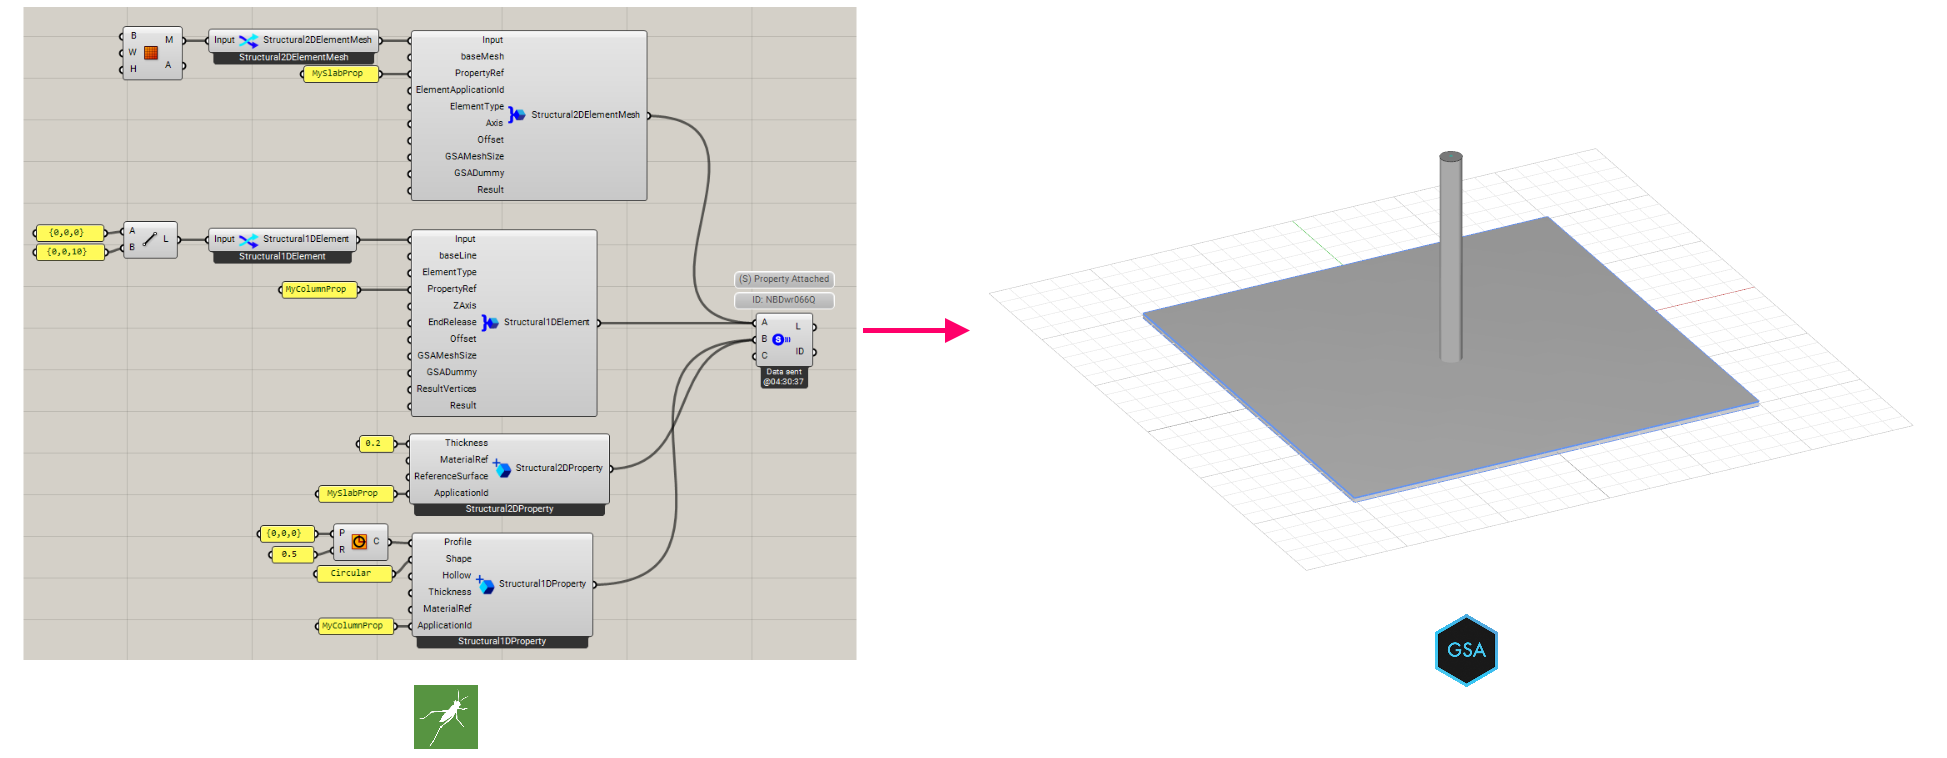 B
W
H
M
A
Input Structural2DElementMesh
Structural2DElementMesh
MySlabProp
Input
baseMesh
PropertyRef
ElementApplicationId
ElementType
Axis
Offset
GSAMeshSize
GSADummy
Result
Structural2DElementMesh
{0,0,0}
{0,0,10}
A
B
L
Input Structural1DElement
Structural1DElement
MyColumnProp
Input
baseLine
ElementType
PropertyRef
ZAxis
EndRelease
Offset
GSAMeshSize
GSADummy
ResultVertices
Result
Structural1DElement
(S) Property Attached
ID: NBDwr066Q
A
B
C
L
ID
Data sent
@04:30:37
0.2
MySlabProp
Thickness
MaterialRef
ReferenceSurface
ApplicationId
Structural2DProperty
Structural2DProperty
{0,0,0}
0.5
P
R
C
Circular
MyColumnProp
Profile
Shape
Hollow
Thickness
MaterialRef
ApplicationId
Structural1DProperty
Structural1DProperty
GSA